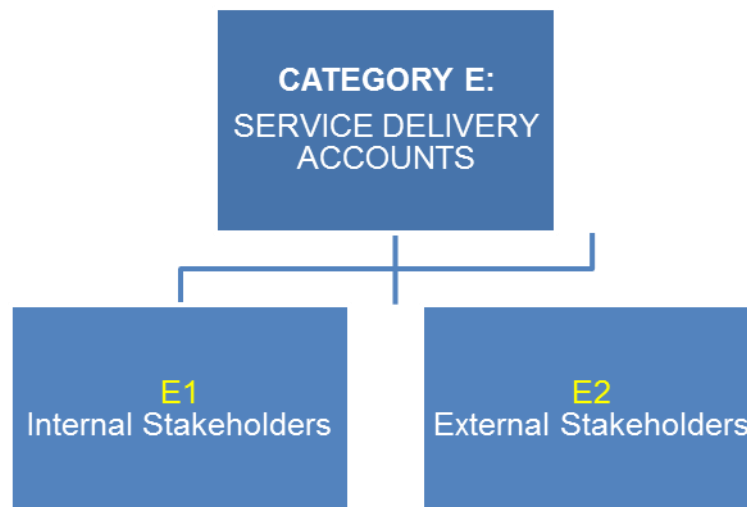 CATEGORY E:
SERVICE DELIVERY
ACCOUNTS
E1
Internal Stakeholders
E2
External Stakeholders